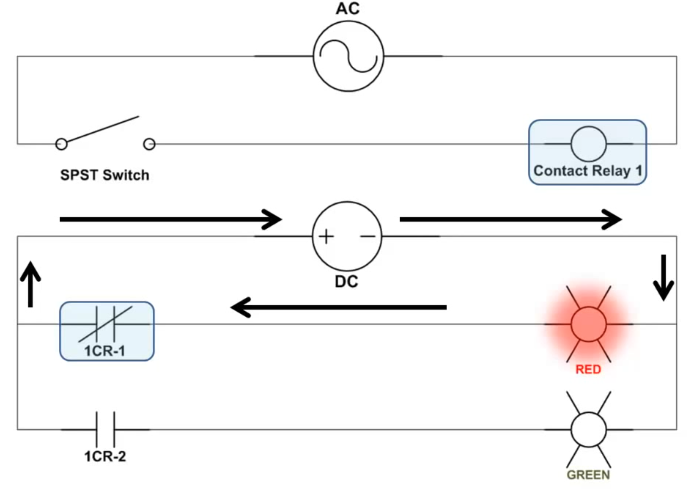 AC
SPST Switch
Contact Relay 1
+ −
DC
1CR-1
RED
1CR-2
GREEN